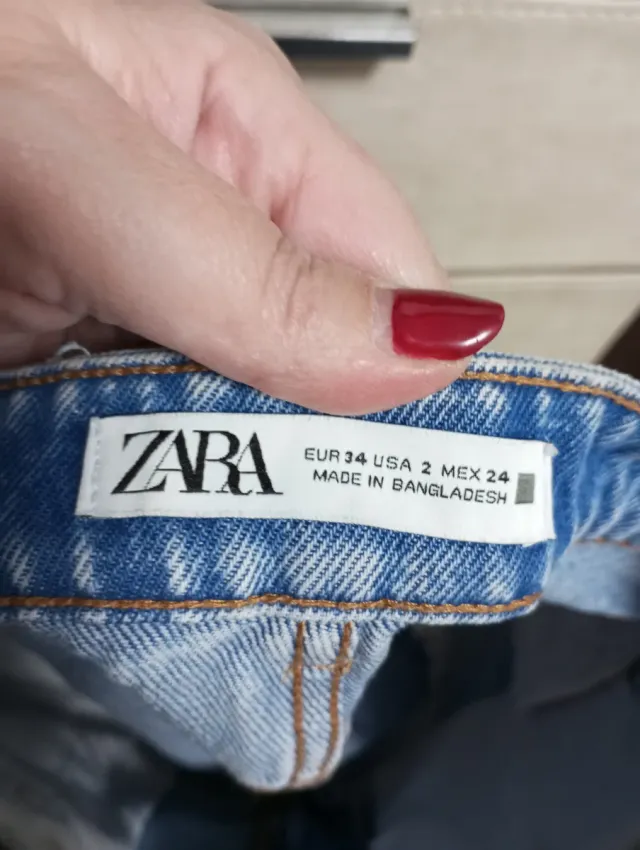 ZARA
EUR 34 USA 2 MEX 24
MADE IN BANGLADESH